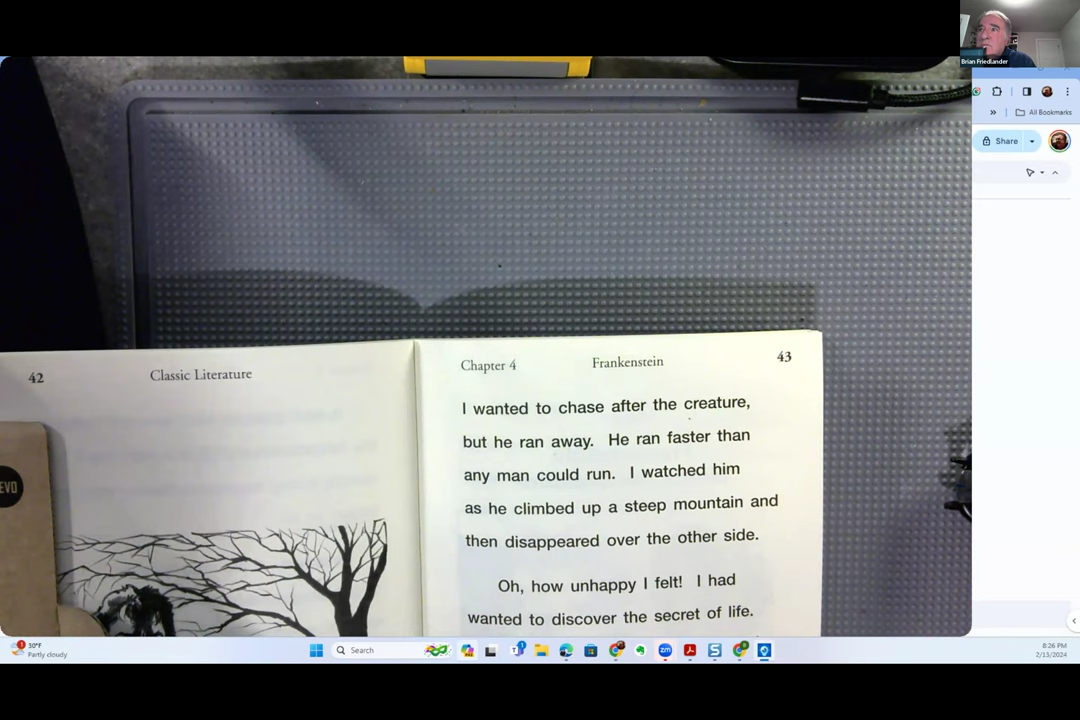 Brian Friedlander
All Bookmarks
Share
42
Classic Literature
EVO
Chapter 4
Frankenstein
43
I wanted to chase after the creature,
but he ran away. He ran faster than
any man could run. I watched him
as he climbed up a steep mountain and
then disappeared over the other side.
Oh, how unhappy I felt! I had
wanted to discover the secret of life.
1
30°F
Partly cloudy
Search
zm
S
8:26 PM
2/13/2024